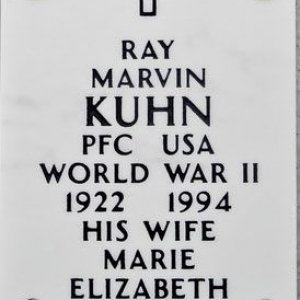 RAY
MARVIN
KUHN
PFC USA
WORLD WAR II
1922 1994
HIS WIFE
MARIE
ELIZABETH